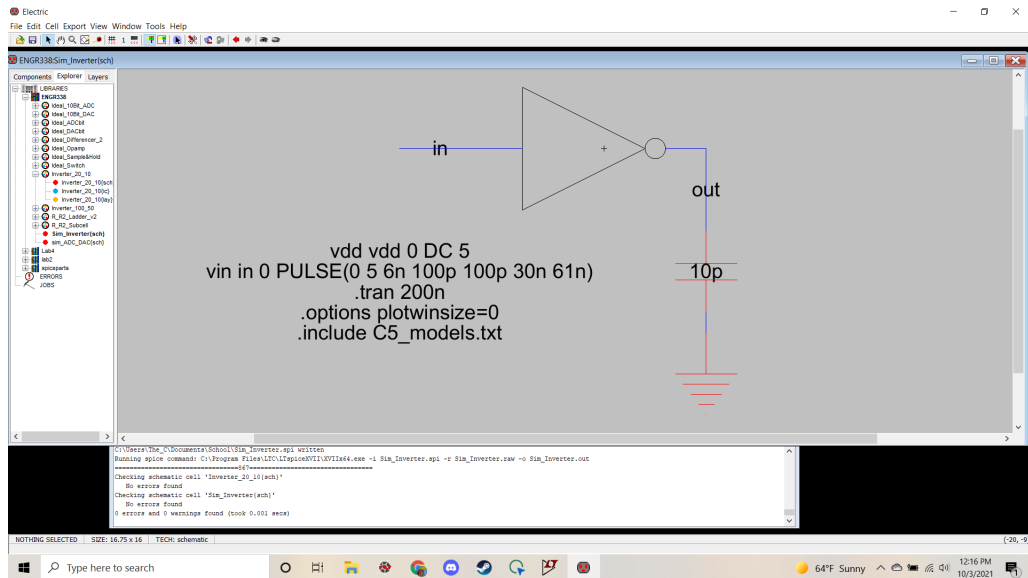 Electric
File Edit Cell Export View Window Tools Help
1
ENGR338:Sim_Inverter{sch}
Components Explorer Layers
LIBRARIES
ENGR338
Ideal_10Bit_ADC
Ideal_10Bit_DAC
Ideal_ADCbit
Ideal_DACbit
Ideal_Differencer_2
Ideal_Opamp
Ideal_Sample&Hold
Ideal_Switch
Inverter_20_10
Inverter_20_10{sch
Inverter_20_10{ic}
Inverter_20_10{lay}
Inverter_100_50
R_R2_Ladder_v2
R_R2_Subcell
Sim_Inverter{sch}
sim_ADC_DAC{sch}
Lab4
lab2
spiceparts
ERRORS
JOBS
in
out
10p
vdd vdd 0 DC 5
vin in 0 PULSE(0 5 6n 100p 100p 30n 61n)
.tran 200n
.options plotwinsize=0
.include C5_models.txt
C:\Users\The_C\Documents\School\Sim_Inverter.spi written
Running spice command: C:\Program Files\LTC\LTspiceXVII\XVIIx64.exe -i Sim_Inverter.spi -r Sim_Inverter.raw -o Sim_Inverter.out
=================================867=================================
Checking schematic cell 'Inverter_20_10{sch}'
No errors found
Checking schematic cell 'Sim_Inverter{sch}'
No errors found
0 errors and 0 warnings found (took 0.001 secs)
NOTHING SELECTED SIZE: 16.75 x 16 TECH: schematic (-20, -9
Type here to search
64°F Sunny
12:16 PM
10/3/2021